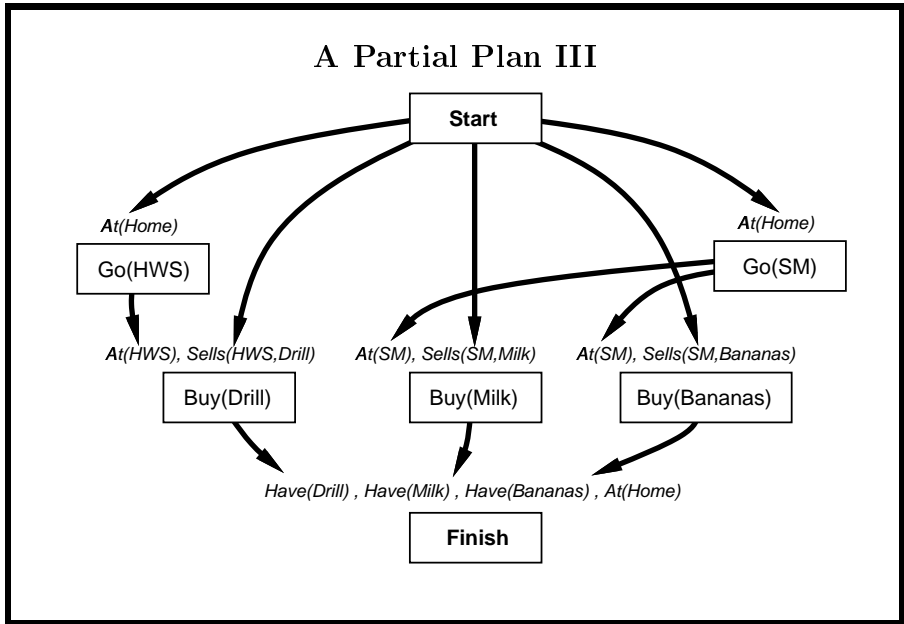 A Partial Plan III
Start
At(Home)
At(Home)
Go(HWS)
Go(SM)
At(HWS), Sells(HWS,Drill)
At(SM), Sells(SM,Milk)
At(SM), Sells(SM,Bananas)
Buy(Drill)
Buy(Milk)
Buy(Bananas)
Have(Drill) , Have(Milk) , Have(Bananas) , At(Home)
Finish